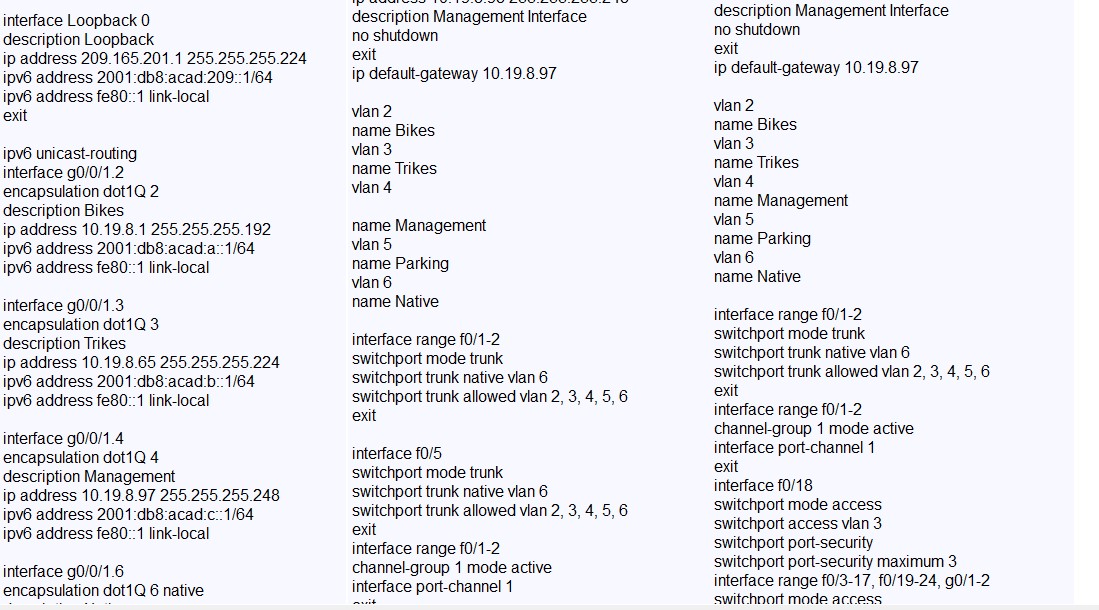 interface Loopback 0
description Loopback
ip address 209.165.201.1 255.255.255.224
ipv6 address 2001:db8:acad:209::1/64
ipv6 address fe80::1 link-local
exit
ipv6 unicast-routing
interface g0/0/1.2
encapsulation dot1Q 2
description Bikes
ip address 10.19.8.1 255.255.255.192
ipv6 address 2001:db8:acad:a::1/64
ipv6 address fe80::1 link-local
interface g0/0/1.3
encapsulation dot1Q 3
description Trikes
ip address 10.19.8.65 255.255.255.224
ipv6 address 2001:db8:acad:b::1/64
ipv6 address fe80::1 link-local
interface g0/0/1.4
encapsulation dot1Q 4
description Management
ip address 10.19.8.97 255.255.255.248
ipv6 address 2001:db8:acad:c::1/64
ipv6 address fe80::1 link-local
interface g0/0/1.6
encapsulation dot1Q 6 native
description Management Interface
no shutdown
exit
ip default-gateway 10.19.8.97
vlan 2
name Bikes
vlan 3
name Trikes
vlan 4
name Management
vlan 5
name Parking
vlan 6
name Native
interface range f0/1-2
switchport mode trunk
switchport trunk native vlan 6
switchport trunk allowed vlan 2, 3, 4, 5, 6
exit
interface f0/5
switchport mode trunk
switchport trunk native vlan 6
switchport trunk allowed vlan 2, 3, 4, 5, 6
exit
interface range f0/1-2
channel-group 1 mode active
interface port-channel 1
exit
description Management Interface
no shutdown
exit
ip default-gateway 10.19.8.97
vlan 2
name Bikes
vlan 3
name Trikes
vlan 4
name Management
vlan 5
name Parking
vlan 6
name Native
interface range f0/1-2
switchport mode trunk
switchport trunk native vlan 6
switchport trunk allowed vlan 2, 3, 4, 5, 6
exit
interface range f0/1-2
channel-group 1 mode active
interface port-channel 1
exit
interface f0/18
switchport mode access
switchport access vlan 3
switchport port-security
switchport port-security maximum 3
interface range f0/3-17, f0/19-24, g0/1-2
switchport mode access